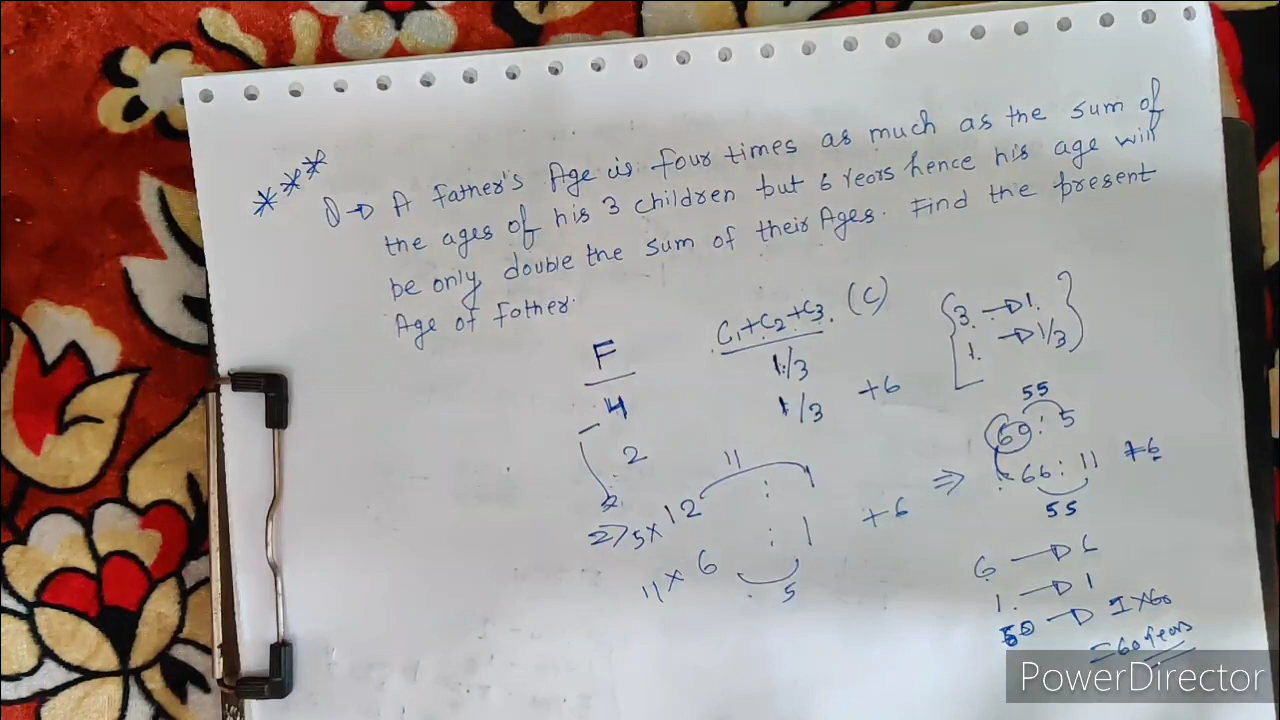 ***
Q→ A Father's Age is four times as much as the sum of
the ages of his 3 children but 6 Years hence his age will
be only double the sum of their Ages. Find the present
Age of Father.
F C₁+C₂+C₃ (C) {3. → 1.
1. → 1/3}
4 1/3
2 1/3 +6
11
2) 5× 12 : 1
11× 6 : 1 +6
5
⇒
55
60 : 5
66 : 11 +6
55
6 → 6
1. → 1
60 → 1×60
=60 Years
PowerDirector